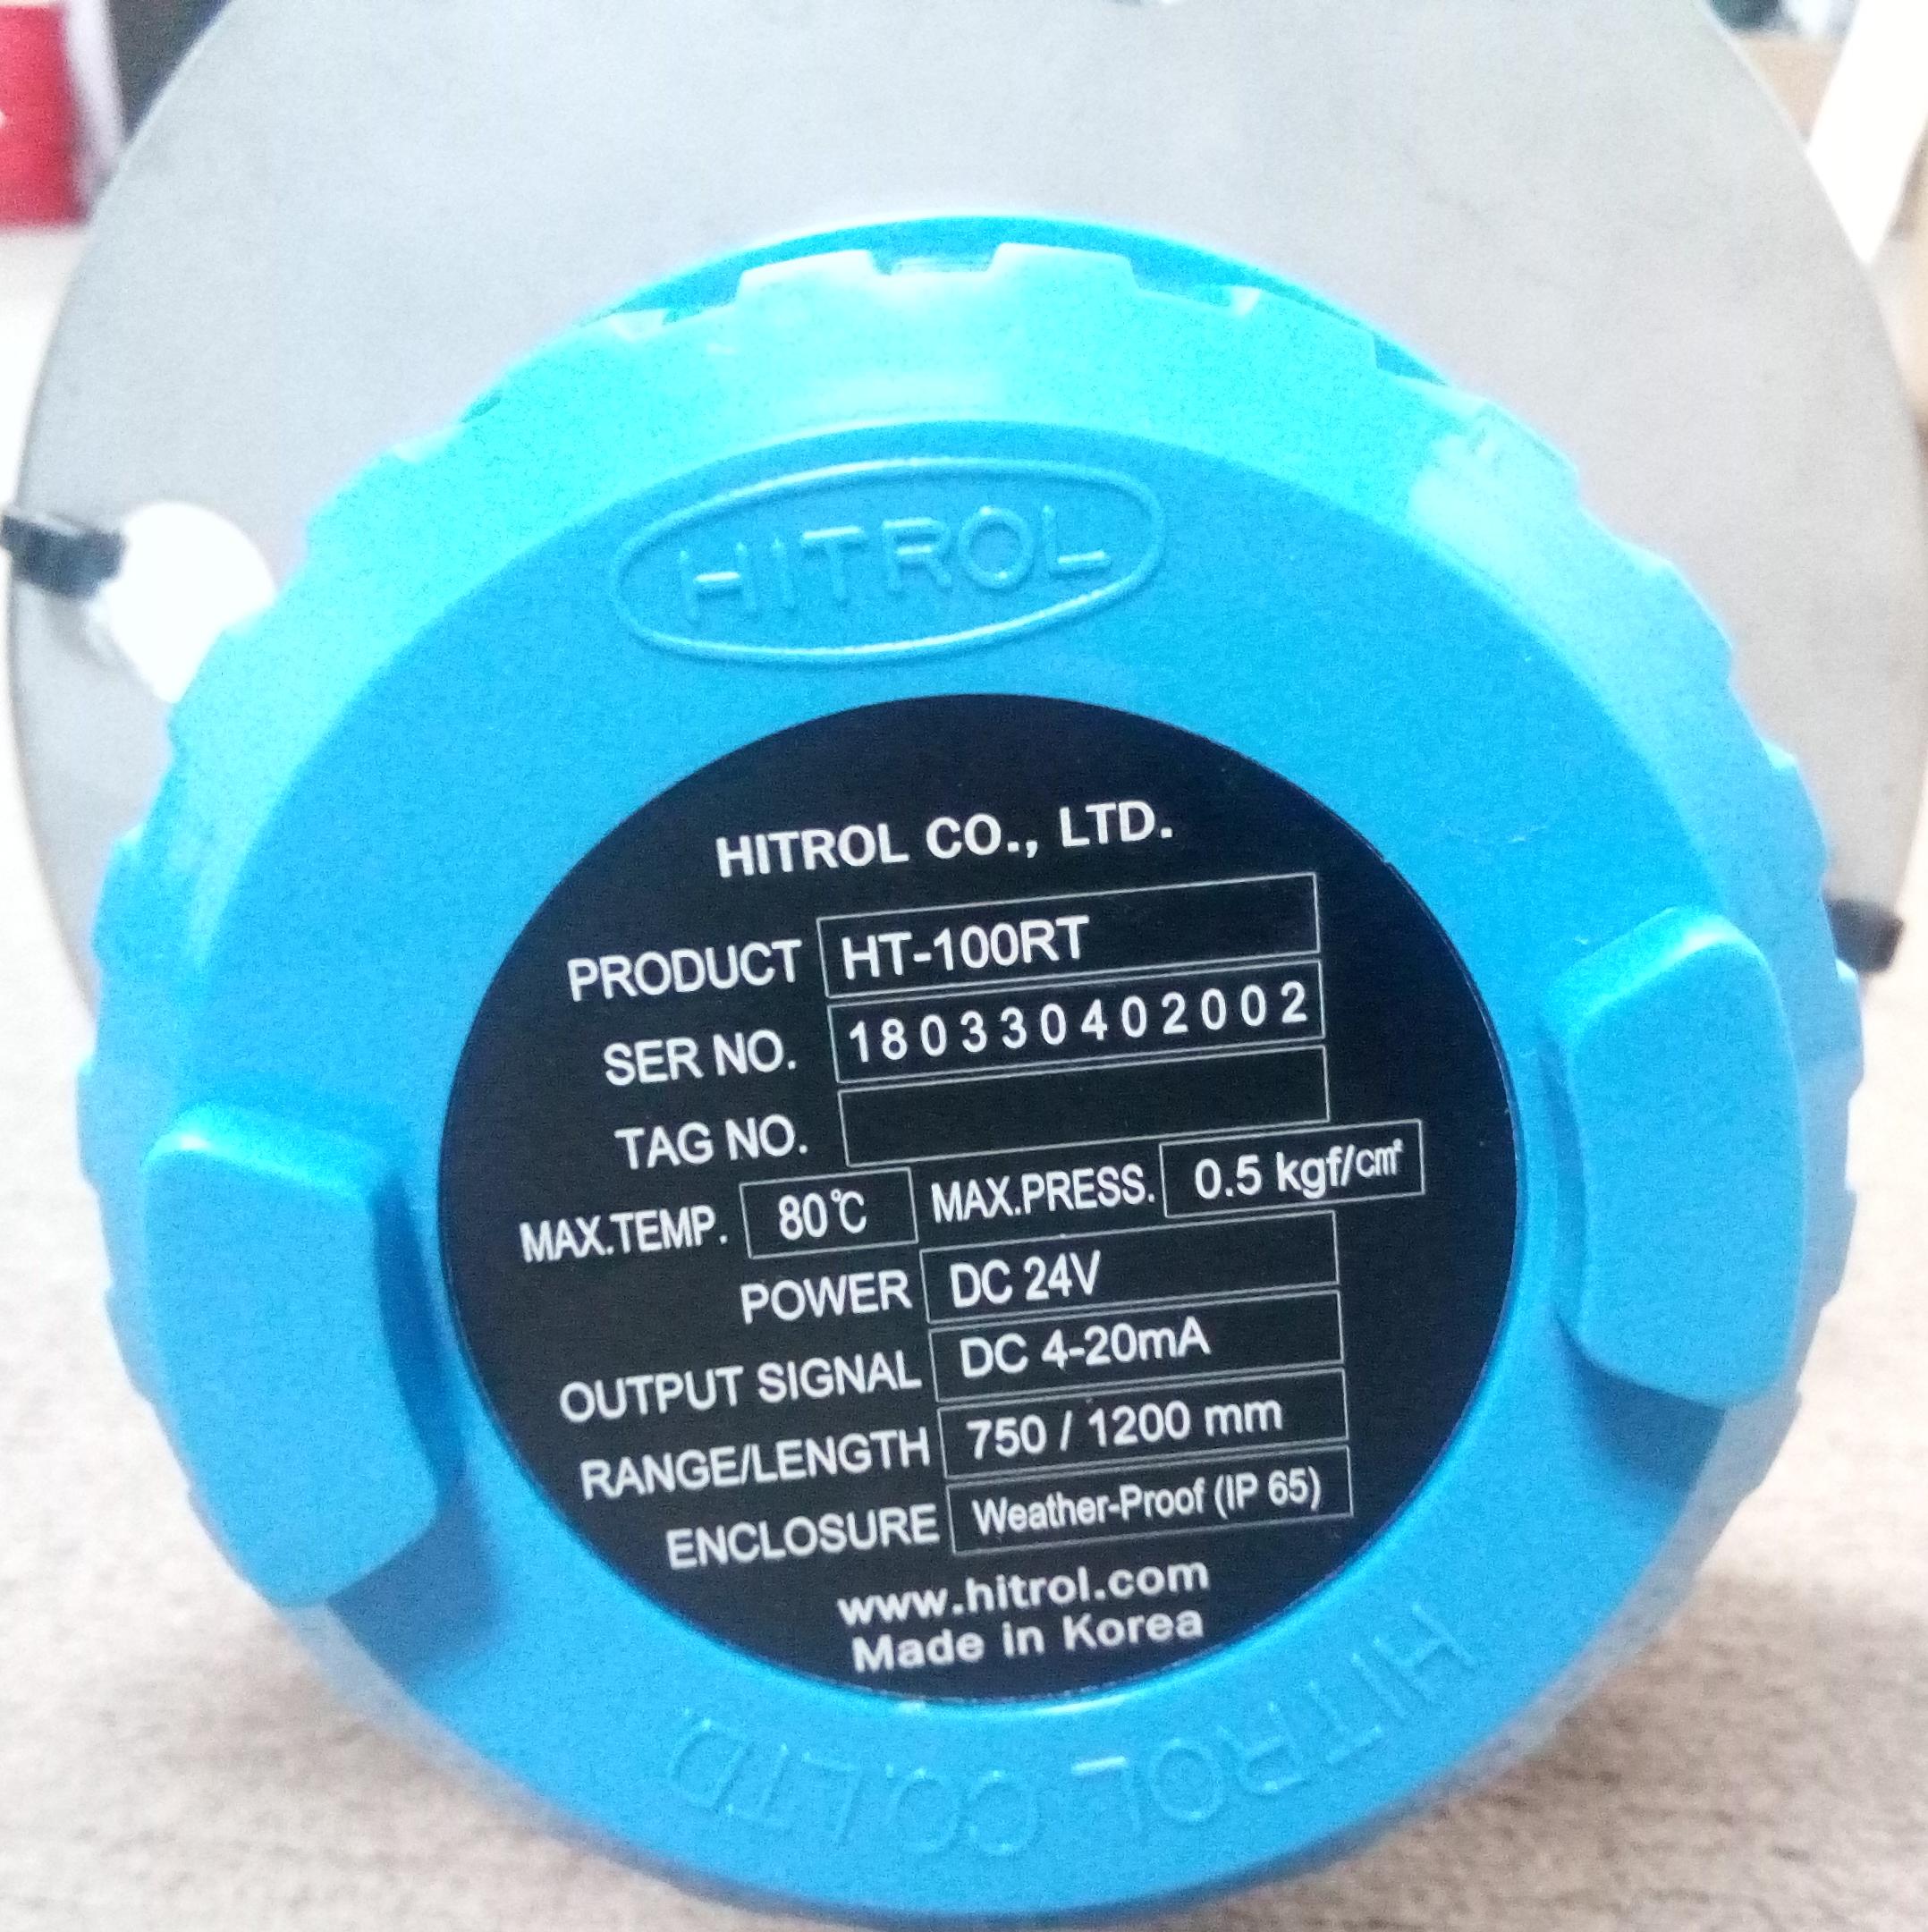 HITROL
HITROL CO., LTD.
PRODUCT HT-100RT
SER NO. 180330402002
TAG NO.
MAX.TEMP. 80℃ MAX.PRESS. 0.5 kgf/cm²
POWER DC 24V
OUTPUT SIGNAL DC 4-20mA
RANGE/LENGTH 750 / 1200 mm
ENCLOSURE Weather-Proof (IP 65)
www.hitrol.com
Made in Korea
HITROL CO.LTD